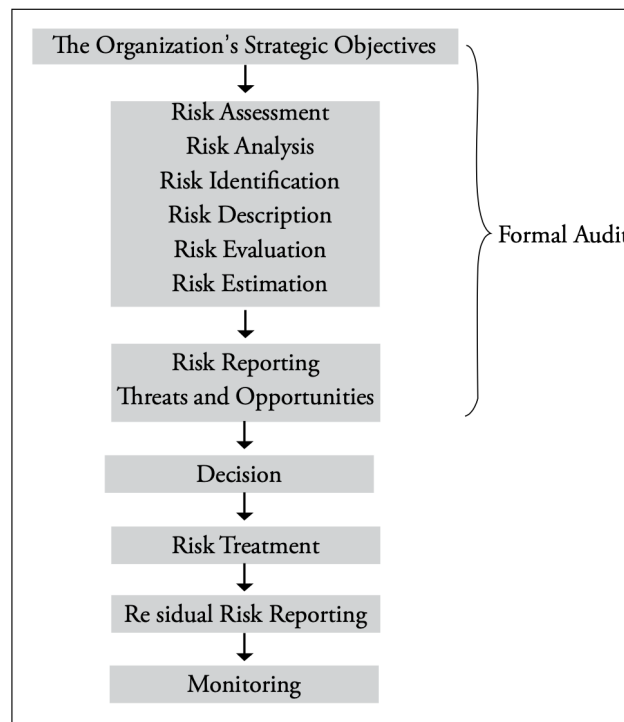 The Organization's Strategic Objectives
Risk Assessment
Risk Analysis
Risk Identification
Risk Description
Risk Evaluation
Risk Estimation
Formal Audit
Risk Reporting
Threats and Opportunities
Decision
Risk Treatment
Re sidual Risk Reporting
Monitoring